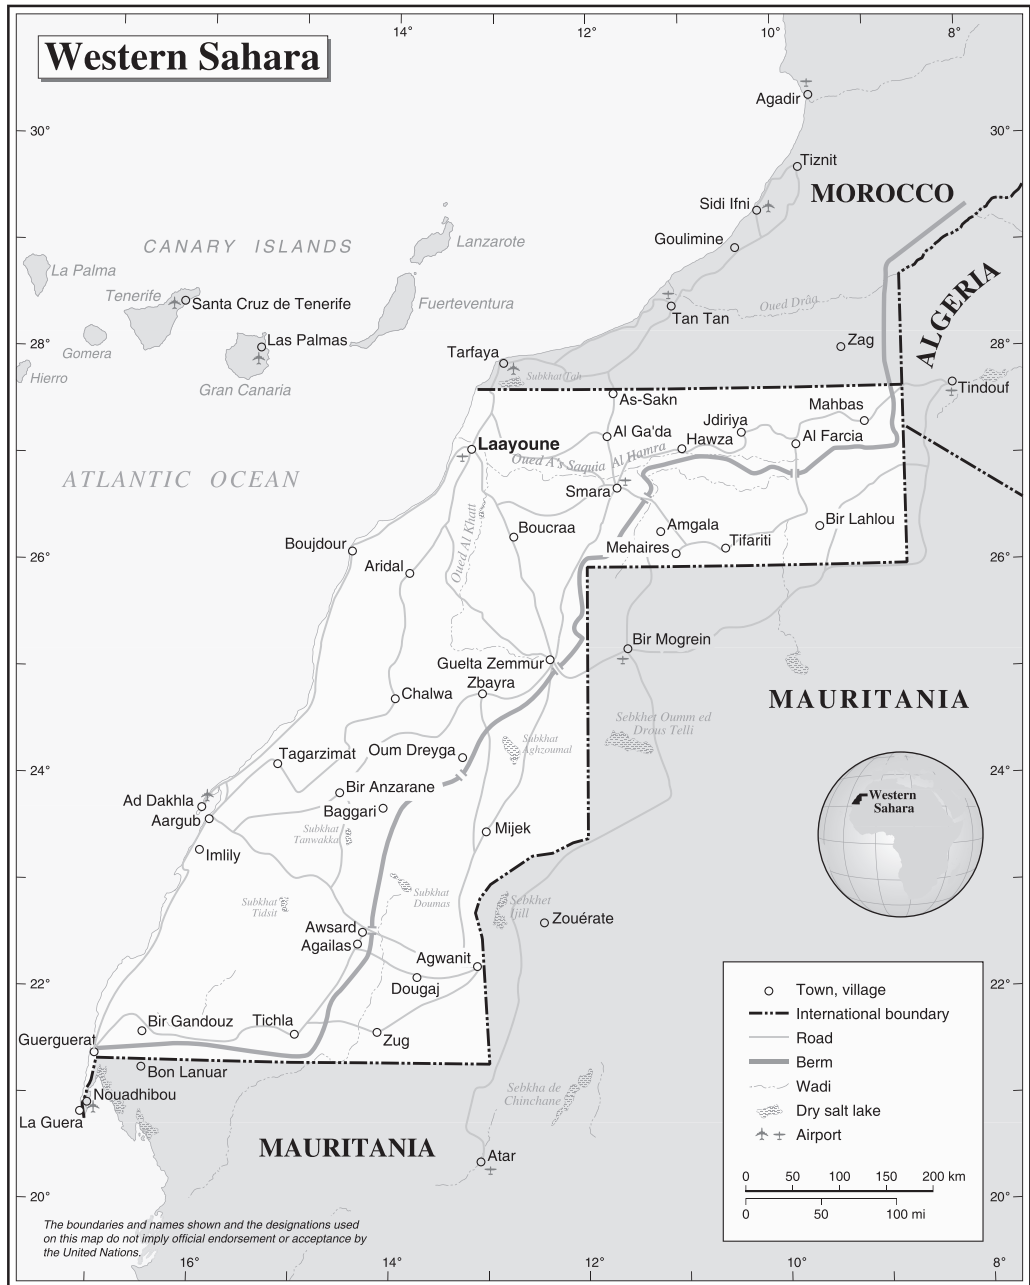 14°
10°
8°
Western Sahara
Agadir
30°
30°
Tiznit
MOROCCO
Sidi Ifni
Goulimine
CANARY ISLANDS
Lanzarote
La Palma
Tenerife
Santa Cruz de Tenerife
Fuerteventura
Oued Drâa
Tan Tan
ALGERIA
Las Palmas
Gomera
28°
Zag
28°
Tarfaya
Hierro
Gran Canaria
Subkhat Tah
Tindouf
As-Sakn
Mahbas
Jdiriya
Al Ga'da
Hawza
Al Farcia
Laayoune
Oued A's Saquia Al Hamra
ATLANTIC OCEAN
Smara
Oued Al Khatt
Boucraa
Amgala
Bir Lahlou
Boujdour
Mehaires
Tifariti
26°
26°
Aridal
Bir Mogrein
Guelta Zemmur
Zbayra
Chalwa
MAURITANIA
Sebkhet Oumm ed
Drous Telli
Subkhat
Aghzoumal
Tagarzimat
Oum Dreyga
24°
24°
Bir Anzarane
Ad Dakhla
Baggari
Aargub
Western
Sahara
Subkhat
Tanwakka
Mijek
Imlily
Subkhat
Tidsit
Subkhat
Doumas
Sebkhet
Ijill
Zouérate
Awsard
Agailas
Agwanit
22°
22°
Dougaj
Town, village
International boundary
Road
Berm
Wadi
Dry salt lake
Airport
0 50 100 150 200 km
0 50 100 mi
Bir Gandouz
Tichla
Zug
Guerguerat
Bon Lanuar
Nouadhibou
La Guera
Sebkha de
Chinchane
MAURITANIA
Atar
20°
20°
The boundaries and names shown and the designations used
on this map do not imply official endorsement or acceptance by
the United Nations.
16°
14°
12°
10°
8°